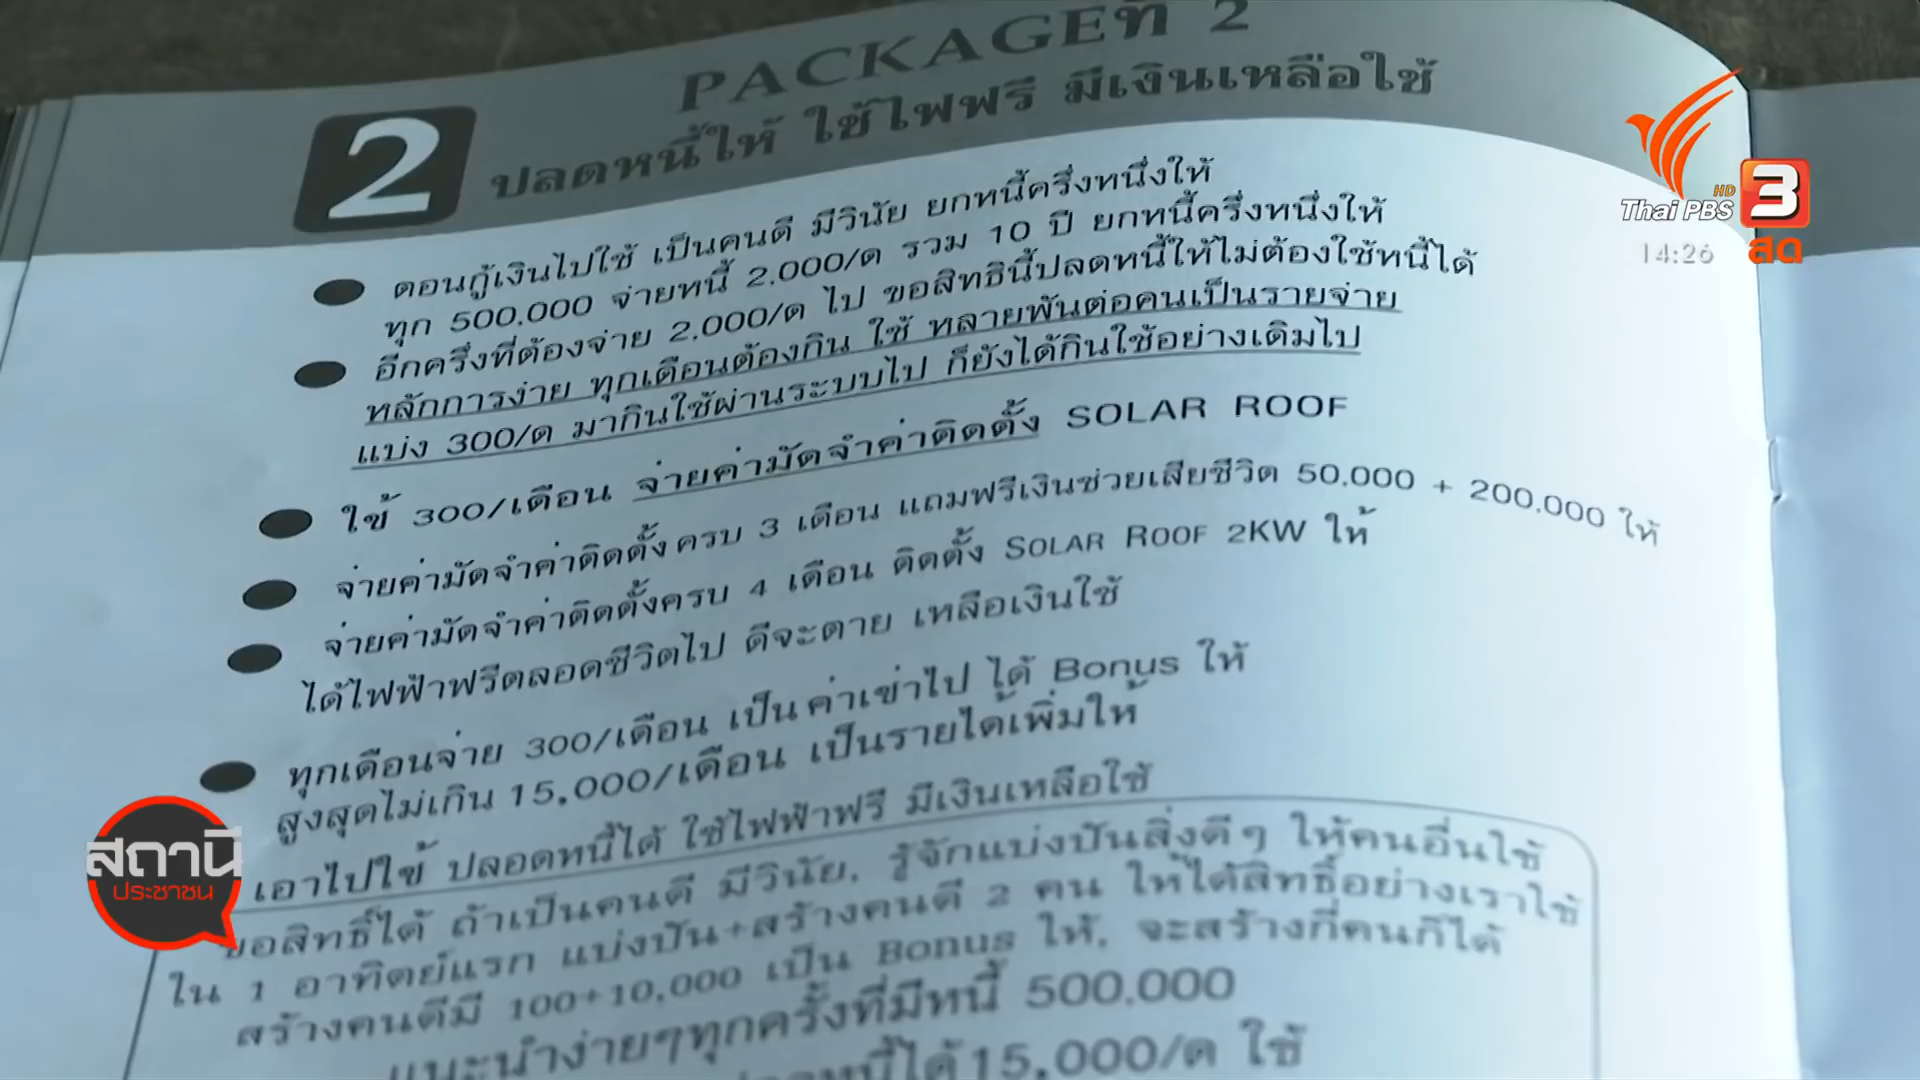 PACKAGEที่ 2
2
ปลดหนี้ให้ ใช้ไฟฟรี มีเงินเหลือใช้
ตอนกู้เงินไปใช้ เป็นคนดี มีวินัย ยกหนี้ครึ่งหนึ่งให้
ทุก 500.000 จ่ายหนี้ 2.000/ด รวม 10 ปี ยกหนี้ครึ่งหนึ่งให้
อีกครึ่งที่ต้องจ่าย 2.000/ด ไป ขอสิทธินี้ปลดหนี้ให้ไม่ต้องใช้หนี้ได้
หลักการง่าย ทุกเดือนต้องกิน ใช้ หลายพันต่อคนเป็นรายจ่าย
แบ่ง 300/ด มากินใช้ผ่านระบบไป ก็ยังได้กินใช้อย่างเดิมไป
ใช้ 300/เดือน จ่ายค่ามัดจำค่าติดตั้ง SOLAR ROOF
จ่ายค่ามัดจำค่าติดตั้งครบ 3 เดือน แถมฟรีเงินช่วยเสียชีวิต 50.000 + 200.000 ให้
จ่ายค่ามัดจำค่าติดตั้งครบ 4 เดือน ติดตั้ง SOLAR ROOF 2KW ให้
ได้ไฟฟ้าฟรีตลอดชีวิตไป ดีจะตาย เหลือเงินใช้
ทุกเดือนจ่าย 300/เดือน เป็นค่าเช่าไป ได้ Bonus ให้
สูงสุดไม่เกิน 15,000/เดือน เป็นรายได้เพิ่มให้
เอาไปใช้ ปลอดหนี้ได้ ใช้ไฟฟ้าฟรี มีเงินเหลือใช้
ขอสิทธิ์ได้ ถ้าเป็นคนดี มีวินัย, รู้จักแบ่งปันสิ่งดีๆ ให้คนอื่นใช้
ใน 1 อาทิตย์แรก แบ่งปัน+สร้างคนดี 2 คน ให้ได้สิทธิ์อย่างเราใช้
สร้างคนดีมี 100+10,000 เป็น Bonus ให้, จะสร้างกี่คนก็ได้
แนะนำง่ายๆทุกครั้งที่มีหนี้ 500.000
หนี้ได้ 15,000/ด ใช้
Thai PBS HD 3
14:26 สด
สถานี
ประชาชน